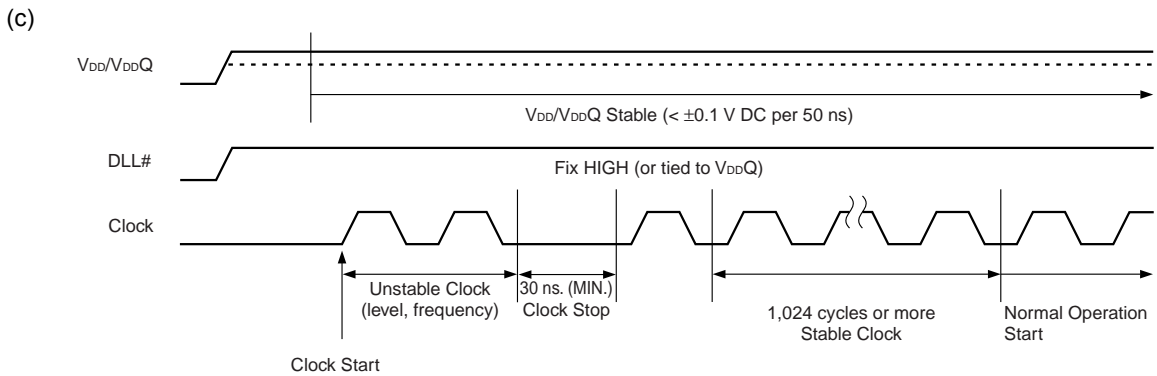 (c)
VDD/VDDQ
VDD/VDDQ Stable (< ±0.1 V DC per 50 ns)
DLL#
Fix HIGH (or tied to VDDQ)
Clock
Unstable Clock
(level, frequency)
30 ns. (MIN.)
Clock Stop
1,024 cycles or more
Stable Clock
Normal Operation
Start
Clock Start